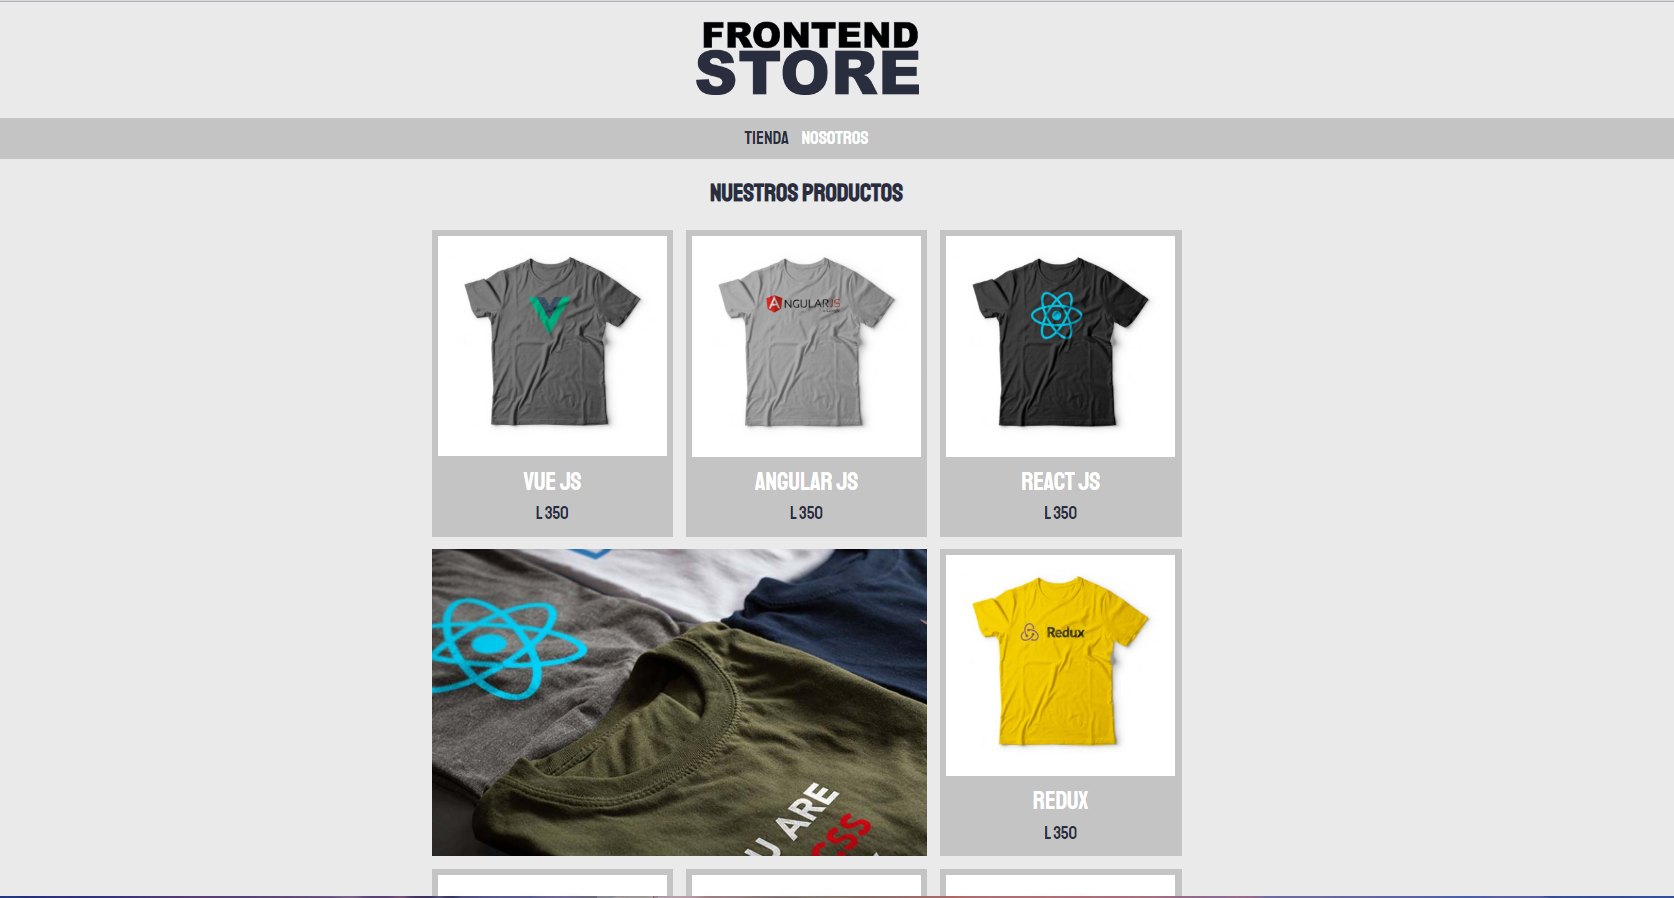 FRONTEND
STORE
TIENDA NOSOTROS
NUESTROS PRODUCTOS
ANGULARJS
VUE JS
L 350
ANGULAR JS
L 350
REACT JS
L 350
ARE
Redux
REDUX
L 350